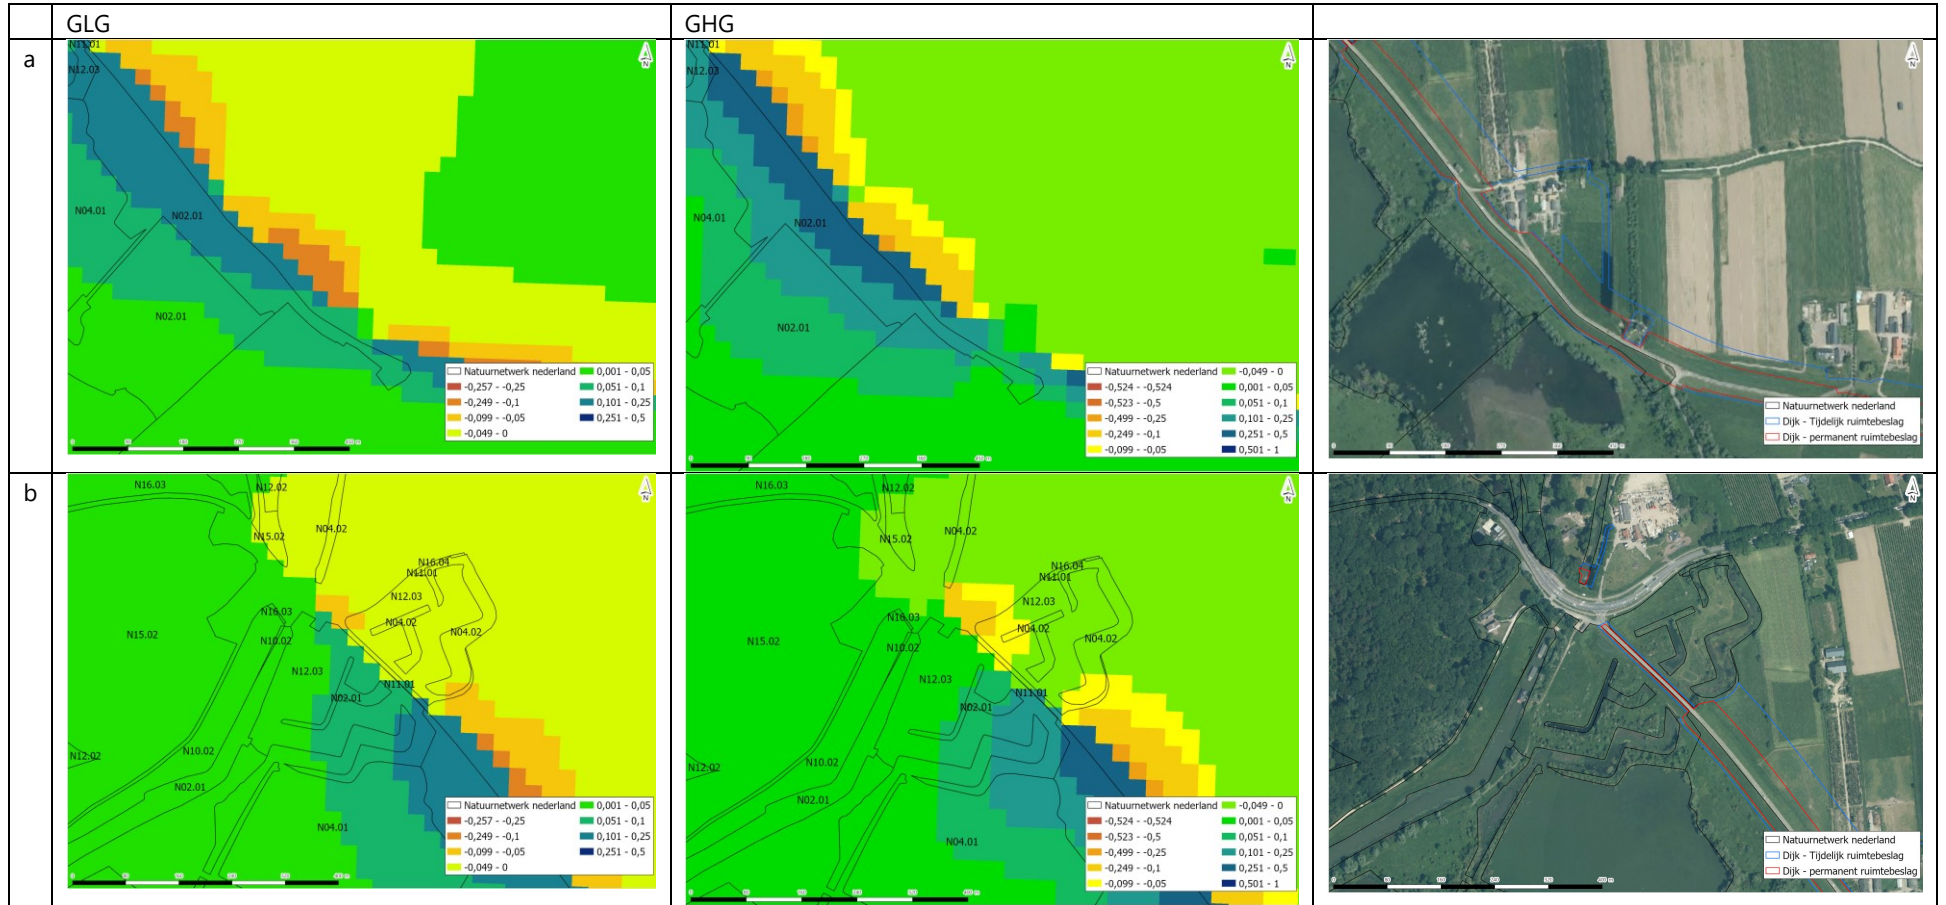 GLG
GHG
a
N11.01
N12.03
N04.01
N02.01
N02.01
N
Natuurnetwerk nederland
-0,257 - -0,25
-0,249 - -0,1
-0,099 - -0,05
-0,049 - 0
0,001 - 0,05
0,051 - 0,1
0,101 - 0,25
0,251 - 0,5
N11.01
N12.03
N04.01
N02.01
N02.01
N
Natuurnetwerk nederland
-0,524 - -0,524
-0,523 - -0,5
-0,499 - -0,25
-0,249 - -0,1
-0,099 - -0,05
-0,049 - 0
0,001 - 0,05
0,051 - 0,1
0,101 - 0,25
0,251 - 0,5
0,501 - 1
N
Natuurnetwerk nederland
Dijk - Tijdelijk ruimtebeslag
Dijk - permanent ruimtebeslag
b
N16.03
N12.02
N04.02
N15.02
N16.04
N11.01
N12.03
N16.03
N04.02
N15.02
N10.02
N04.02
N12.03
N11.01
N02.01
N10.02
N12.02
N02.01
N04.01
N
Natuurnetwerk nederland
-0,257 - -0,25
-0,249 - -0,1
-0,099 - -0,05
-0,049 - 0
0,001 - 0,05
0,051 - 0,1
0,101 - 0,25
0,251 - 0,5
N16.03
N12.02
N04.02
N15.02
N16.04
N11.01
N12.03
N16.03
N04.02
N15.02
N10.02
N04.02
N12.03
N11.01
N02.01
N10.02
N12.02
N02.01
N04.01
N
Natuurnetwerk nederland
-0,524 - -0,524
-0,523 - -0,5
-0,499 - -0,25
-0,249 - -0,1
-0,099 - -0,05
-0,049 - 0
0,001 - 0,05
0,051 - 0,1
0,101 - 0,25
0,251 - 0,5
0,501 - 1
N
Natuurnetwerk nederland
Dijk - Tijdelijk ruimtebeslag
Dijk - permanent ruimtebeslag